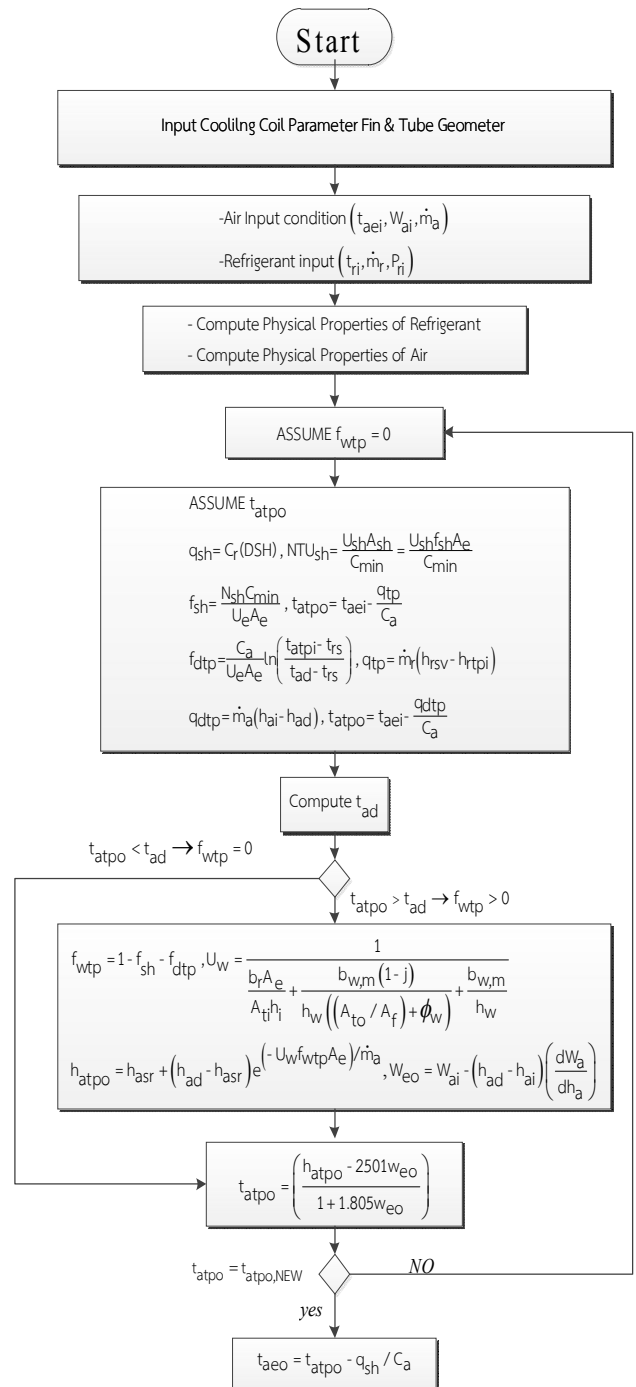 Start
Input Coolilng Coil Parameter Fin & Tube Geometer
-Air Input condition (t_aei, W_ai, ṁ_a)
-Refrigerant input (t_ri, ṁ_r, P_ri)
- Compute Physical Properties of Refrigerant
- Compute Physical Properties of Air
ASSUME f_wtp = 0
ASSUME t_atpo
q_sh = C_r(DSH) , NTU_sh = U_sh A_sh / C_min = U_sh f_sh A_e / C_min
f_sh = N_sh C_min / U_e A_e , t_atpo = t_aei - q_tp / C_a
f_dtp = C_a / U_e A_e ln((t_atpi - t_rs) / (t_ad - t_rs)) , q_tp = ṁ_r(h_rsv - h_rtpi)
q_dtp = ṁ_a(h_ai - h_ad) , t_atpo = t_aei - q_dtp / C_a
Compute t_ad
t_atpo < t_ad → f_wtp = 0
t_atpo > t_ad → f_wtp > 0
f_wtp = 1 - f_sh - f_dtp , U_w = 1 / (b_r A_e / A_ti h_i + b_w,m (1 - j) / h_w ((A_to / A_f) + ϕ_w) + b_w,m / h_w)
h_atpo = h_asr + (h_ad - h_asr) e^(- U_w f_wtp A_e) / ṁ_a , W_eo = W_ai - (h_ad - h_ai) (dW_a / dh_a)
t_atpo = (h_atpo - 2501w_eo / 1 + 1.805w_eo)
t_atpo = t_atpo,NEW
NO
yes
t_aeo = t_atpo - q_sh / C_a